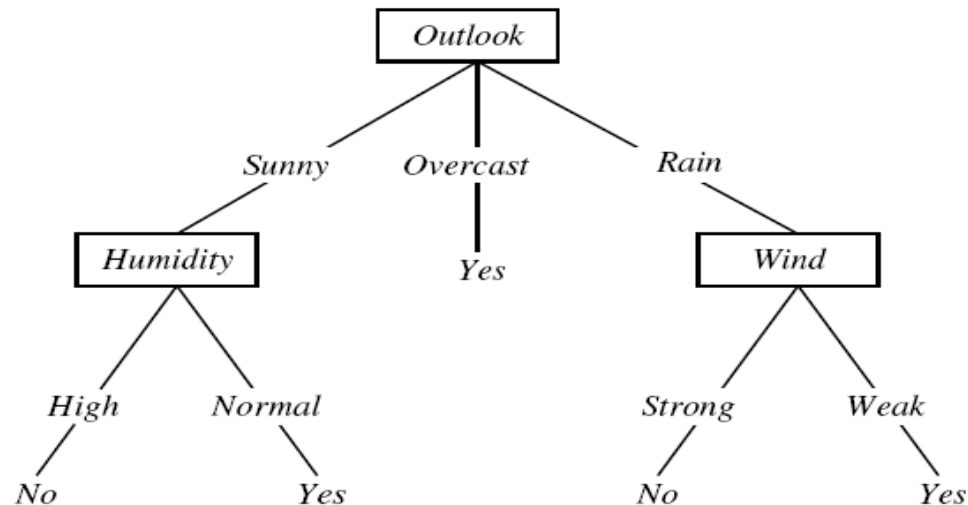 Outlook
Sunny Overcast Rain
Humidity Yes Wind
High Normal Strong Weak
No Yes No Yes